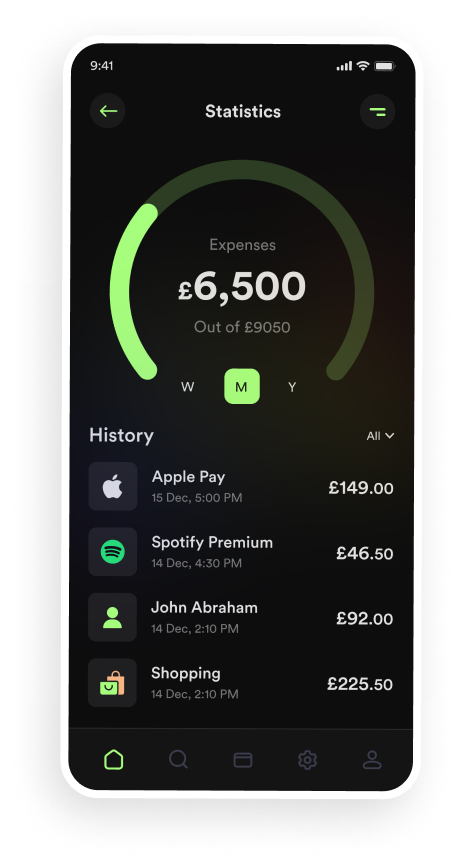 9:41
Statistics
Expenses
£6,500
Out of £9050
W M Y
History All
Apple Pay
15 Dec, 5:00 PM
£149.00
Spotify Premium
14 Dec, 4:30 PM
£46.50
John Abraham
14 Dec, 2:10 PM
£92.00
Shopping
14 Dec, 2:10 PM
£225.50